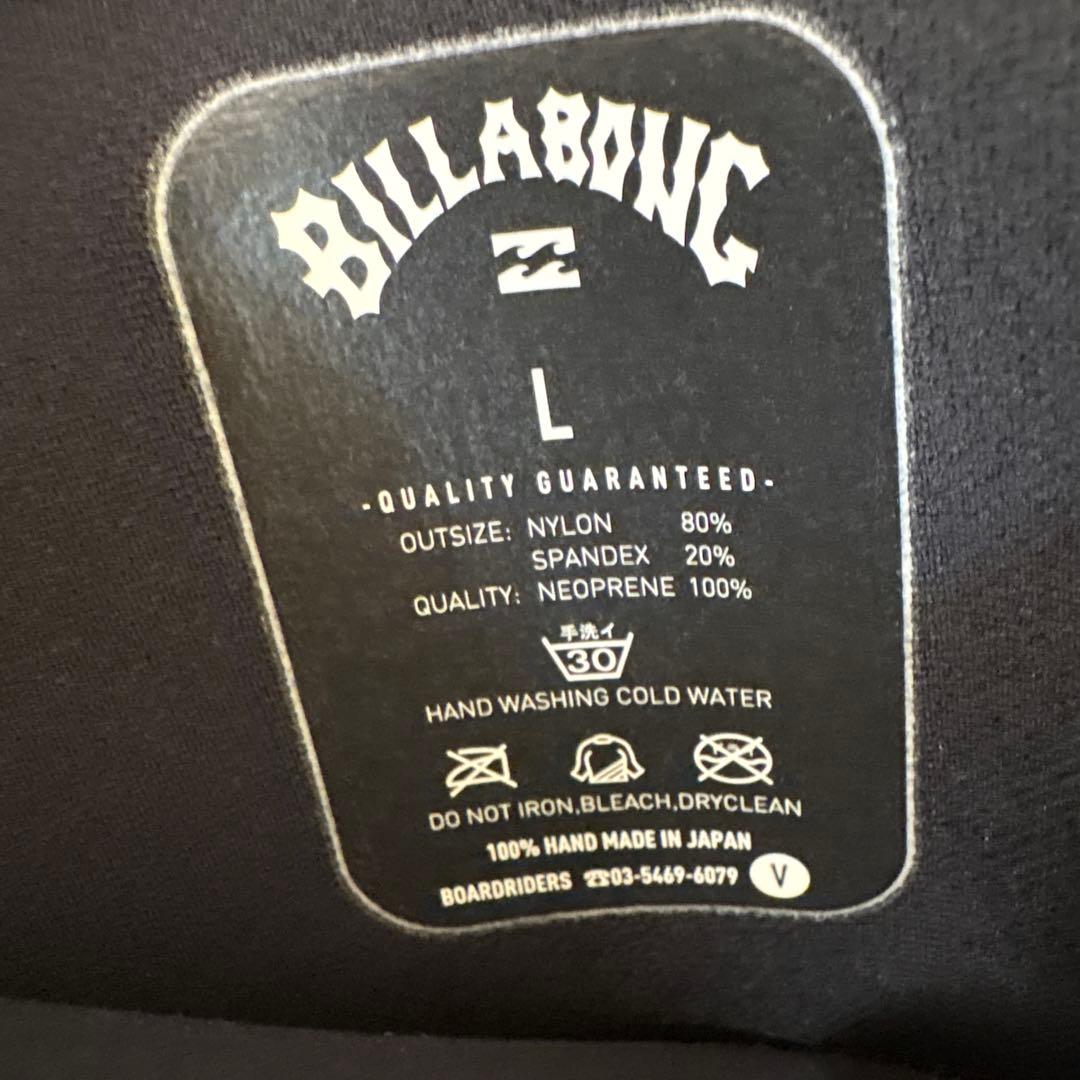 BILLABONG
L
-QUALITY GUARANTEED-
OUTSIZE: NYLON 80%
SPANDEX 20%
QUALITY: NEOPRENE 100%
手洗イ
30
HAND WASHING COLD WATER
DO NOT IRON,BLEACH,DRYCLEAN
100% HAND MADE IN JAPAN
BOARDRIDERS ☎03-5469-6079 V